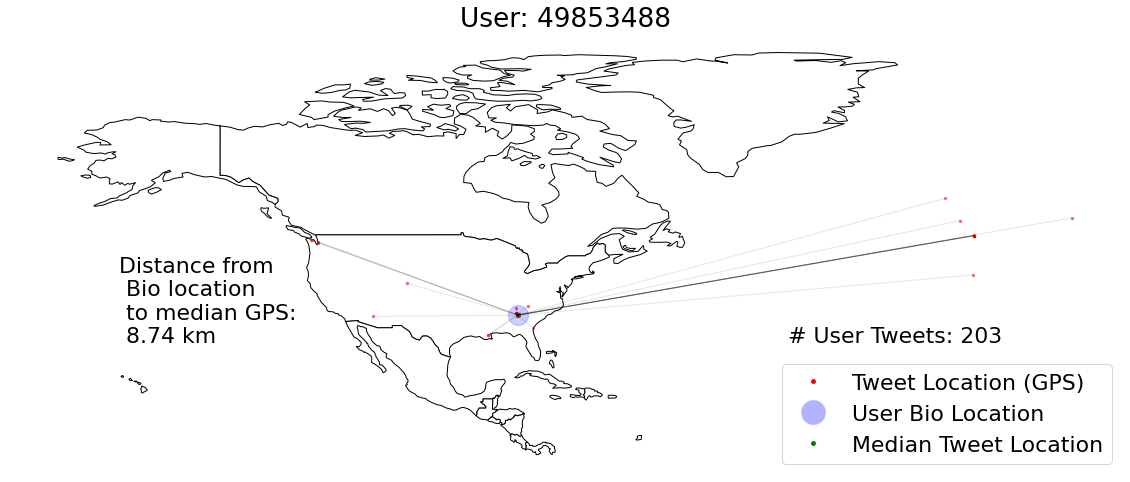 User: 49853488
Distance from
Bio location
to median GPS:
8.74 km
# User Tweets: 203
Tweet Location (GPS)
User Bio Location
Median Tweet Location